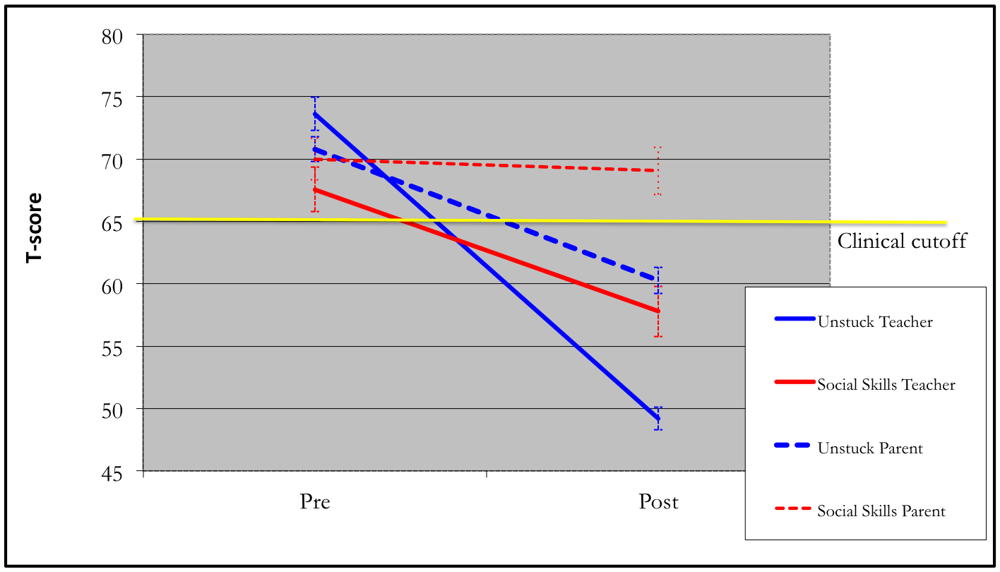 80
75
70
65
60
55
50
45
T-score
Pre
Post
Clinical cutoff
Unstuck Teacher
Social Skills Teacher
Unstuck Parent
Social Skills Parent